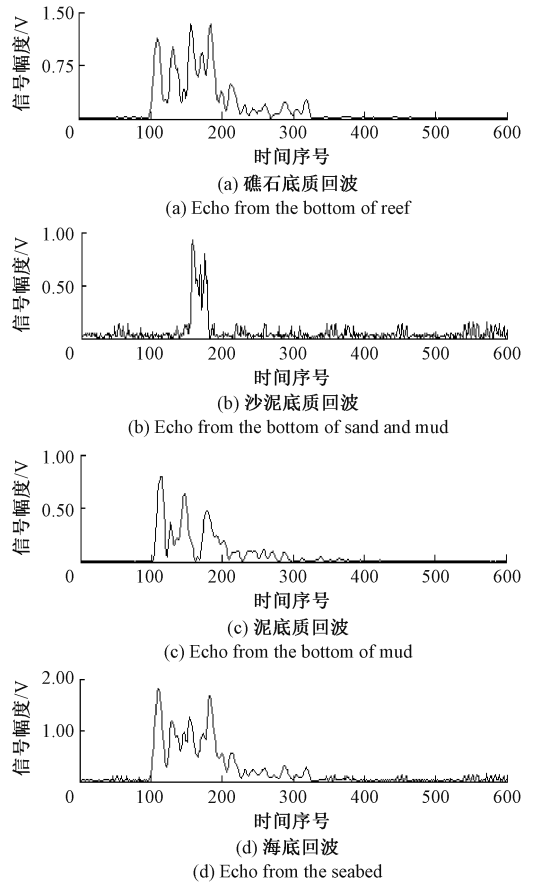 1.50
0.75
信号幅度/V
0 100 200 300 400 500 600
时间序号
(a) 礁石底质回波
(a) Echo from the bottom of reef
1.00
0.50
信号幅度/V
0 100 200 300 400 500 600
时间序号
(b) 沙泥底质回波
(b) Echo from the bottom of sand and mud
1.00
0.50
信号幅度/V
0 100 200 300 400 500 600
时间序号
(c) 泥底质回波
(c) Echo from the bottom of mud
2.00
1.00
信号幅度/V
0 100 200 300 400 500 600
时间序号
(d) 海底回波
(d) Echo from the seabed